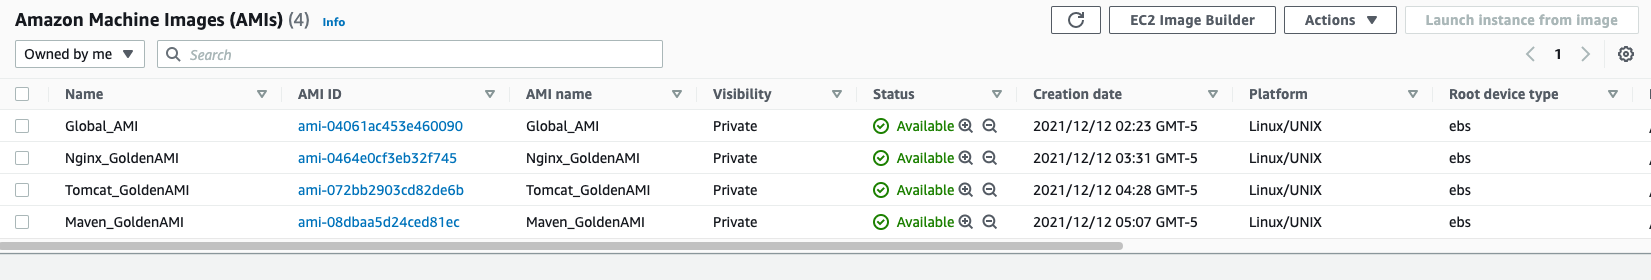 Amazon Machine Images (AMIs) (4) Info EC2 Image Builder Actions Launch instance from image
Owned by me Search 1
Name AMI ID AMI name Visibility Status Creation date Platform Root device type
Global_AMI ami-04061ac453e460090 Global_AMI Private Available 2021/12/12 02:23 GMT-5 Linux/UNIX ebs
Nginx_GoldenAMI ami-0464e0cf3eb32f745 Nginx_GoldenAMI Private Available 2021/12/12 03:31 GMT-5 Linux/UNIX ebs
Tomcat_GoldenAMI ami-072bb2903cd82de6b Tomcat_GoldenAMI Private Available 2021/12/12 04:28 GMT-5 Linux/UNIX ebs
Maven_GoldenAMI ami-08dbaa5d24ced81ec Maven_GoldenAMI Private Available 2021/12/12 05:07 GMT-5 Linux/UNIX ebs